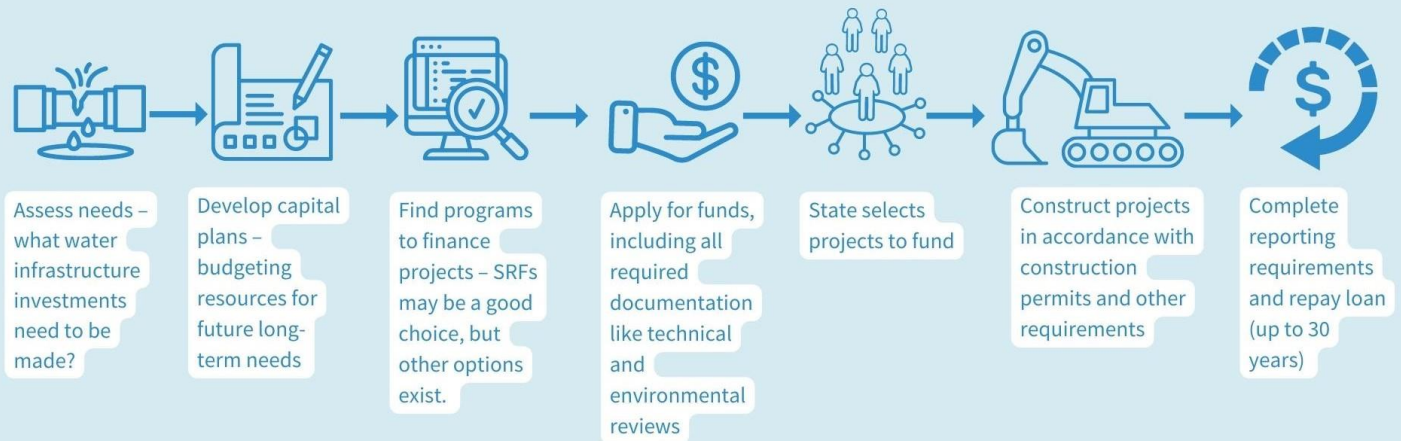 Assess needs –
what water
infrastructure
investments
need to be
made?
Develop capital
plans –
budgeting
resources for
future long-
term needs
Find programs
to finance
projects – SRFs
may be a good
choice, but
other options
exist.
Apply for funds,
including all
required
documentation
like technical
and
environmental
reviews
State selects
projects to fund
Construct projects
in accordance with
construction
permits and other
requirements
Complete
reporting
requirements
and repay loan
(up to 30
years)